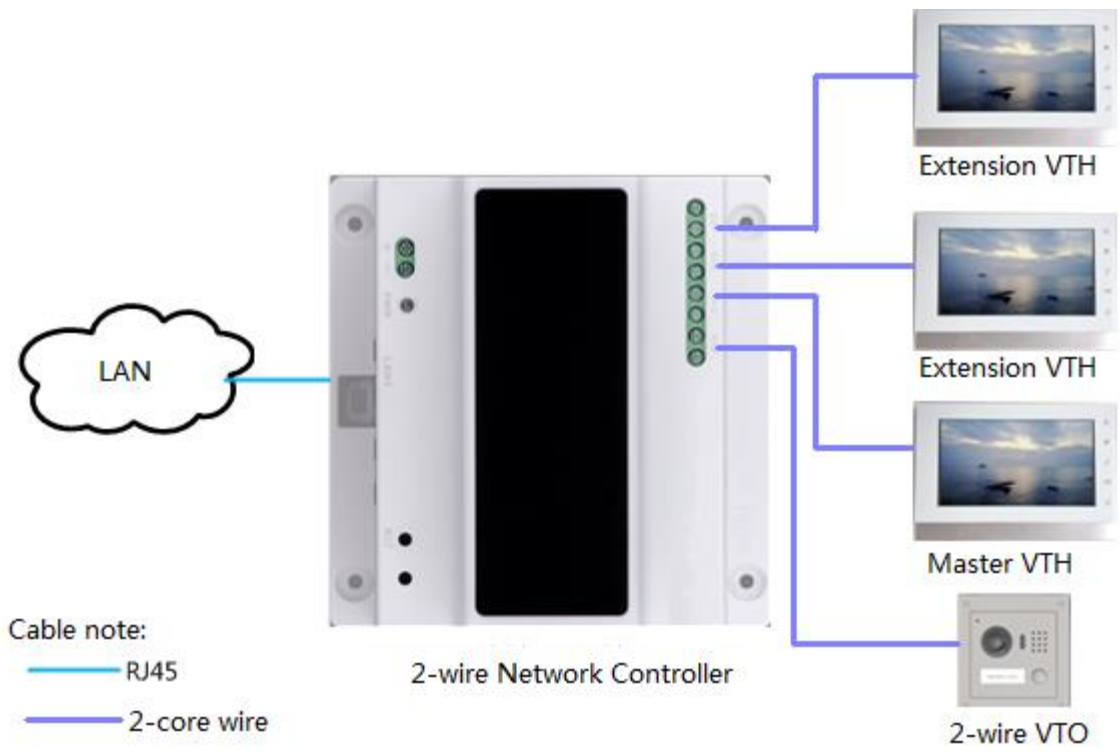 Extension VTH
Extension VTH
LAN
Master VTH
Cable note:
RJ45
2-core wire
2-wire Network Controller
2-wire VTO